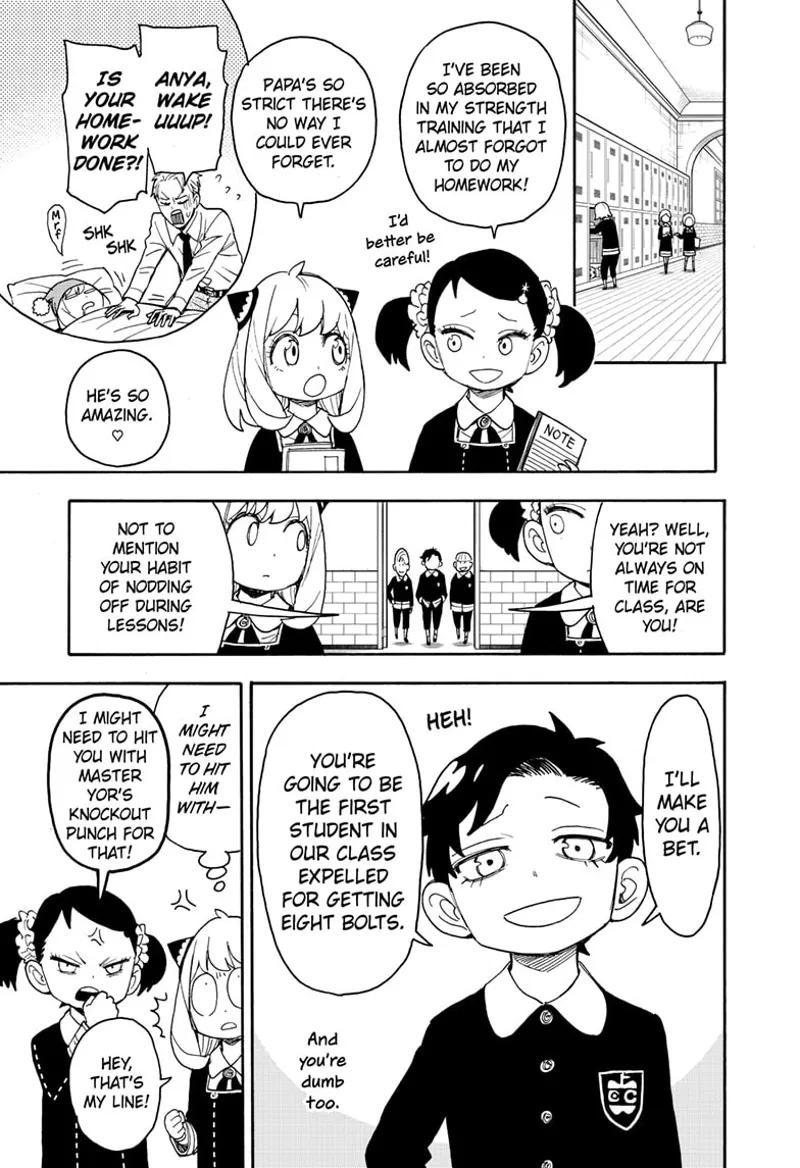 I'VE BEEN
SO ABSORBED
IN MY STRENGTH
TRAINING THAT I
ALMOST FORGOT
TO DO MY
HOMEWORK!
I'd
better be
careful!
NOTE
PAPA'S SO
STRICT THERE'S
NO WAY I
COULD EVER
FORGET.
ANYA,
WAKE
UUUP!
IS
YOUR
HOME-
WORK
DONE?!
SHK
SHK
Mrf
HE'S SO
AMAZING.
♡
YEAH? WELL,
YOU'RE NOT
ALWAYS ON
TIME FOR
CLASS, ARE
YOU!
NOT TO
MENTION
YOUR HABIT
OF NODDING
OFF DURING
LESSONS!
I'LL
MAKE
YOU A
BET.
HEH!
YOU'RE
GOING TO BE
THE FIRST
STUDENT IN
OUR CLASS
EXPELLED
FOR GETTING
EIGHT BOLTS.
And
you're
dumb
too.
I
MIGHT
NEED
TO HIT
HIM
WITH—
I MIGHT
NEED TO HIT
YOU WITH
MASTER
YOR'S
KNOCKOUT
PUNCH FOR
THAT!
HEY,
THAT'S
MY LINE!